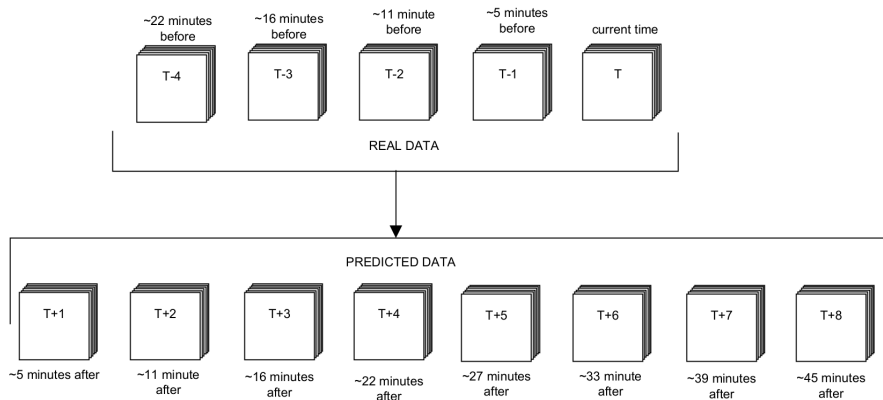 ~22 minutes
before
~16 minutes
before
~11 minute
before
~5 minutes
before
current time
T-4
T-3
T-2
T-1
T
REAL DATA
PREDICTED DATA
T+1
T+2
T+3
T+4
T+5
T+6
T+7
T+8
~5 minutes after
~11 minute
after
~16 minutes
after
~22 minutes
after
~27 minutes
after
~33 minute
after
~39 minutes
after
~45 minutes
after